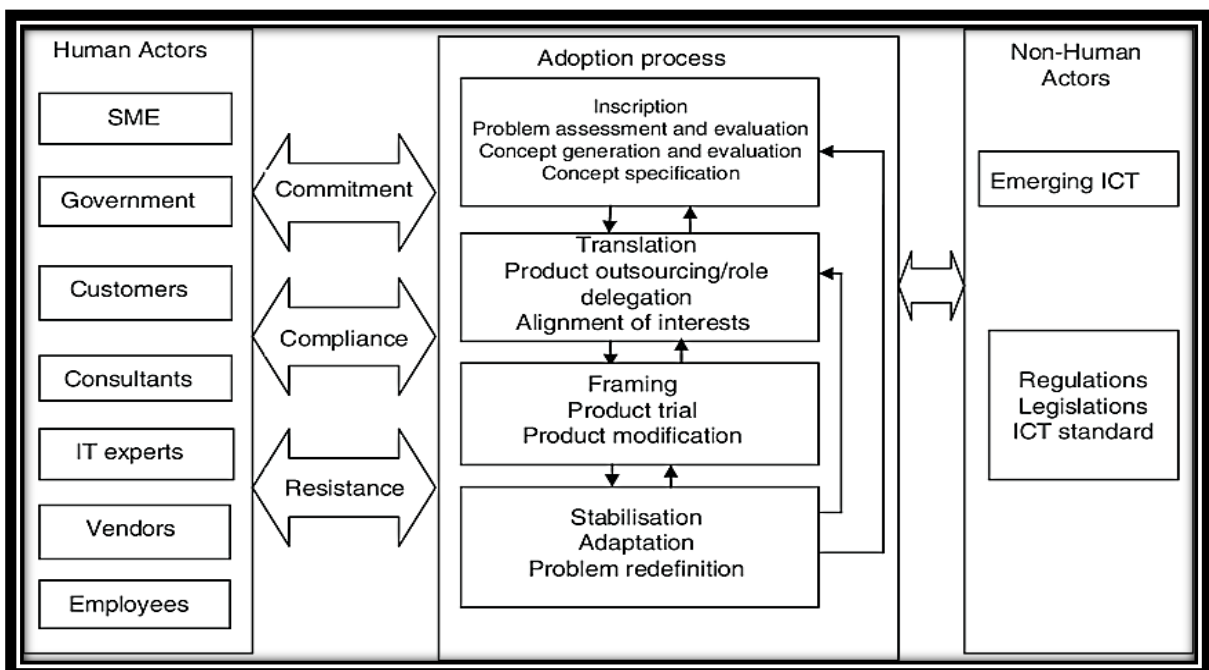 Human Actors
SME
Government
Customers
Consultants
IT experts
Vendors
Employees
Commitment
Compliance
Resistance
Adoption process
Inscription
Problem assessment and evaluation
Concept generation and evaluation
Concept specification
Translation
Product outsourcing/role
delegation
Alignment of interests
Framing
Product trial
Product modification
Stabilisation
Adaptation
Problem redefinition
Non-Human
Actors
Emerging ICT
Regulations
Legislations
ICT standard